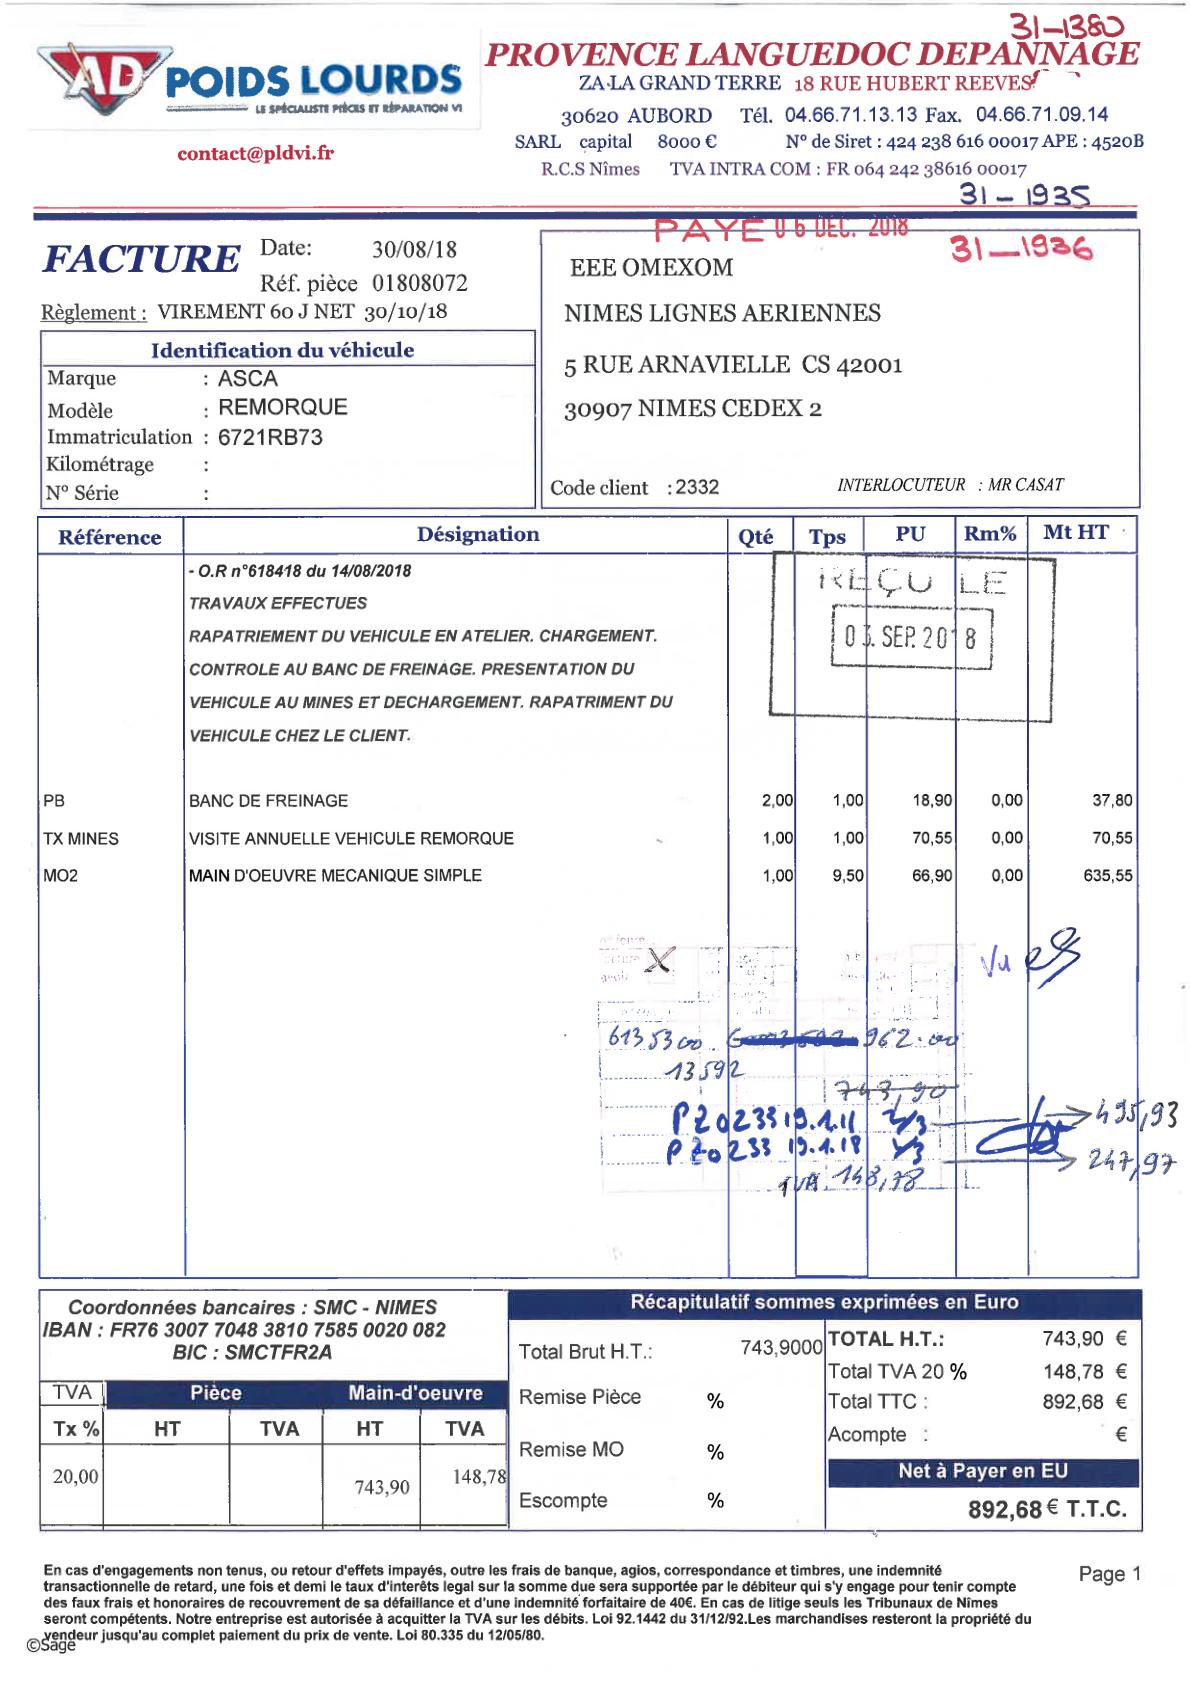 31-1380
AD POIDS LOURDS
LE SPÉCIALISTE PIÈCES ET RÉPARATION VI
contact@pldvi.fr
PROVENCE LANGUEDOC DEPANNAGE
ZA·LA GRAND TERRE 18 RUE HUBERT REEVES
30620 AUBORD Tél. 04.66.71.13.13 Fax. 04.66.71.09.14
SARL capital 8000 € N° de Siret : 424 238 616 00017 APE : 4520B
R.C.S Nîmes TVA INTRA COM : FR 064 242 38616 00017
31-1935
PAYÉ 06 DEC. 2018
31-1936
FACTURE
Date: 30/08/18
Réf. pièce 01808072
Règlement : VIREMENT 60 J NET 30/10/18
Identification du véhicule
Marque : ASCA
Modèle : REMORQUE
Immatriculation : 6721RB73
Kilométrage :
N° Série :
EEE OMEXOM
NIMES LIGNES AERIENNES
5 RUE ARNAVIELLE CS 42001
30907 NIMES CEDEX 2
Code client : 2332 INTERLOCUTEUR : MR CASAT
Référence Désignation Qté Tps PU Rm% Mt HT
- O.R n°618418 du 14/08/2018
TRAVAUX EFFECTUES
RAPATRIEMENT DU VEHICULE EN ATELIER. CHARGEMENT.
CONTROLE AU BANC DE FREINAGE. PRESENTATION DU
VEHICULE AU MINES ET DECHARGEMENT. RAPATRIMENT DU
VEHICULE CHEZ LE CLIENT.
REÇU LE
03. SEP. 2018
PB BANC DE FREINAGE 2,00 1,00 18,90 0,00 37,80
TX MINES VISITE ANNUELLE VEHICULE REMORQUE 1,00 1,00 70,55 0,00 70,55
MO2 MAIN D'OEUVRE MECANIQUE SIMPLE 1,00 9,50 66,90 0,00 635,55
X
Vu
613 5300 962.00
13592
743,90
PZ0233 19.1.11 2/3 → 495,93
PZ0233 19.1.18 1/3 → 247,97
TVA 148,78
Coordonnées bancaires : SMC - NIMES
IBAN : FR76 3007 7048 3810 7585 0020 082
BIC : SMCTFR2A
TVA Pièce Main-d'oeuvre
Tx % HT TVA HT TVA
20,00 743,90 148,78
Récapitulatif sommes exprimées en Euro
Total Brut H.T.: 743,9000
Remise Pièce %
Remise MO %
Escompte %
TOTAL H.T.: 743,90 €
Total TVA 20 % 148,78 €
Total TTC : 892,68 €
Acompte : €
Net à Payer en EU
892,68 € T.T.C.
En cas d'engagements non tenus, ou retour d'effets impayés, outre les frais de banque, agios, correspondance et timbres, une indemnité
transactionnelle de retard, une fois et demi le taux d'interêts legal sur la somme due sera supportée par le débiteur qui s'y engage pour tenir compte
des faux frais et honoraires de recouvrement de sa défaillance et d'une indemnité forfaitaire de 40€. En cas de litige seuls les Tribunaux de Nîmes
seront compétents. Notre entreprise est autorisée à acquitter la TVA sur les débits. Loi 92.1442 du 31/12/92.Les marchandises resteront la propriété du
vendeur jusqu'au complet paiement du prix de vente. Loi 80.335 du 12/05/80.
Page 1
©Sage